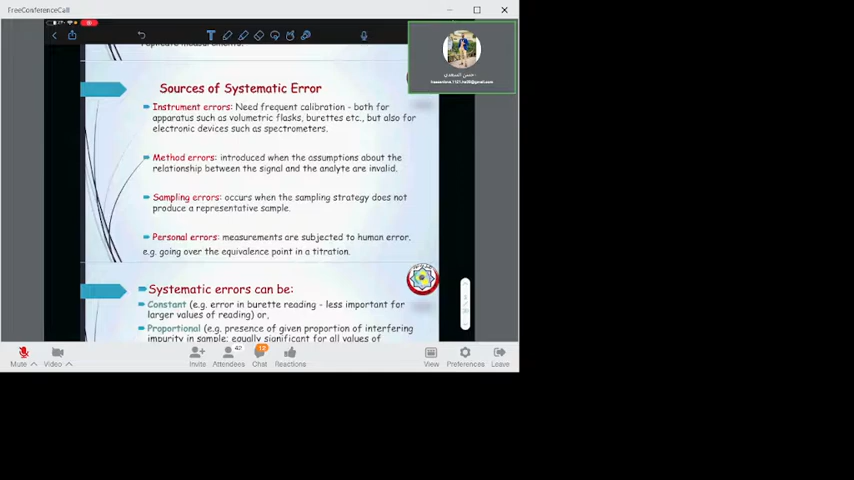 FreeConferenceCall
replicate measurements.
Sources of Systematic Error
Instrument errors: Need frequent calibration - both for
apparatus such as volumetric flasks, burettes etc., but also for
electronic devices such as spectrometers.
Method errors: introduced when the assumptions about the
relationship between the signal and the analyte are invalid.
Sampling errors: occurs when the sampling strategy does not
produce a representative sample.
Personal errors: measurements are subjected to human error.
e.g. going over the equivalence point in a titration.
Systematic errors can be:
Constant (e.g. error in burette reading - less important for
larger values of reading) or,
Proportional (e.g. presence of given proportion of interfering
impurity in sample; equally significant for all values of
حسن السعدي
Mute
Video
Invite
Attendees
Chat
Reactions
View
Preferences
Leave